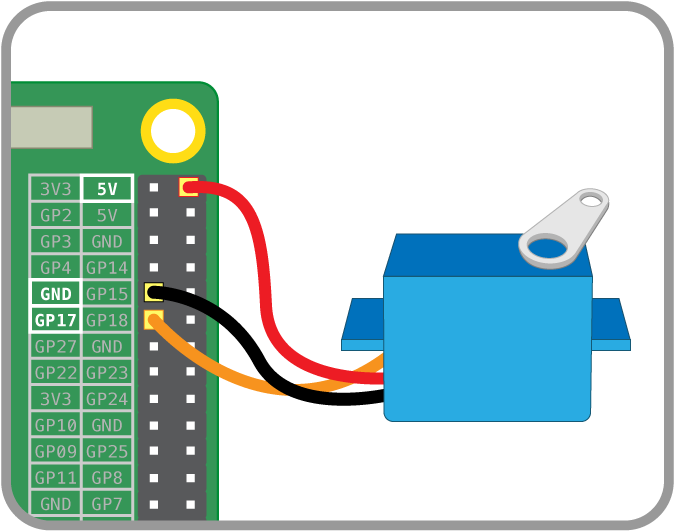 3V3 5V
GP2 5V
GP3 GND
GP4 GP14
GND GP15
GP17 GP18
GP27 GND
GP22 GP23
3V3 GP24
GP10 GND
GP09 GP25
GP11 GP8
GND GP7